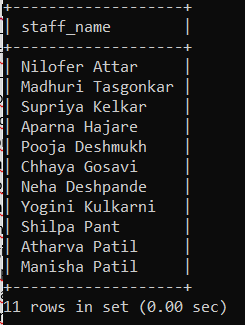 +--------------------+
| staff_name         |
+--------------------+
| Nilofer Attar      |
| Madhuri Tasgonkar  |
| Supriya Kelkar     |
| Aparna Hajare      |
| Pooja Deshmukh     |
| Chhaya Gosavi      |
| Neha Deshpande     |
| Yogini Kulkarni    |
| Shilpa Pant        |
| Atharva Patil      |
| Manisha Patil      |
+--------------------+
11 rows in set (0.00 sec)